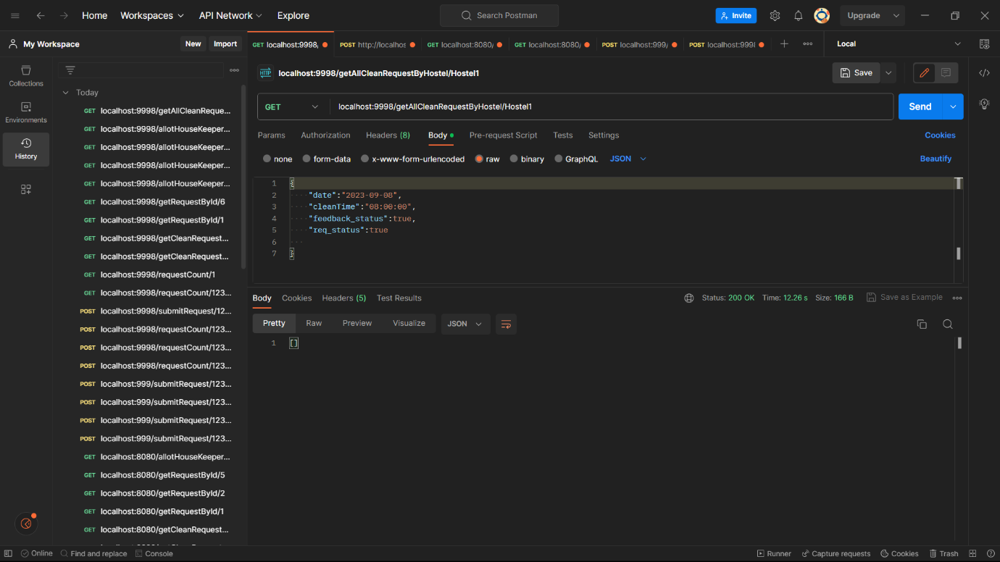 Home Workspaces API Network Explore Search Postman Invite Upgrade
My Workspace New Import
GET localhost:9998, POST http://localhos GET localhost:8080/ GET localhost:8080/ POST localhost:999/ POST localhost:999 Local
Collections
Environments
History
Today
GET localhost:9998/getAllCleanReque...
GET localhost:9998/allotHouseKeeper...
GET localhost:9998/allotHouseKeeper...
GET localhost:9998/allotHouseKeeper...
GET localhost:9998/allotHouseKeeper...
GET localhost:9998/getRequestById/6
GET localhost:9998/getRequestById/1
GET localhost:9998/getCleanRequest...
GET localhost:9998/getCleanRequest...
GET localhost:9998/requestCount/1
GET localhost:9998/requestCount/123...
POST localhost:9998/submitRequest/12...
POST localhost:9998/requestCount/123...
POST localhost:9998/requestCount/123...
POST localhost:9998/requestCount/123...
POST localhost:999/submitRequest/123...
POST localhost:999/submitRequest/123...
POST localhost:999/submitRequest/123...
POST localhost:999/submitRequest/123...
GET localhost:8080/allotHouseKeeper...
GET localhost:8080/getRequestById/5
GET localhost:8080/getRequestById/2
GET localhost:8080/getRequestById/1
GET localhost:8080/getCleanRequest...
HTTP localhost:9998/getAllCleanRequestByHostel/Hostel1 Save
GET localhost:9998/getAllCleanRequestByHostel/Hostel1 Send
Params Authorization Headers (8) Body Pre-request Script Tests Settings Cookies
none form-data x-www-form-urlencoded raw binary GraphQL JSON Beautify
1 {
2 "date":"2023-09-08",
3 "cleanTime":"08:00:00",
4 "feedback_status":true,
5 "req_status":true
6
7 }
Body Cookies Headers (5) Test Results Status: 200 OK Time: 12.26 s Size: 166 B Save as Example
Pretty Raw Preview Visualize JSON
1 []
Online Find and replace Console Runner Capture requests Cookies Trash